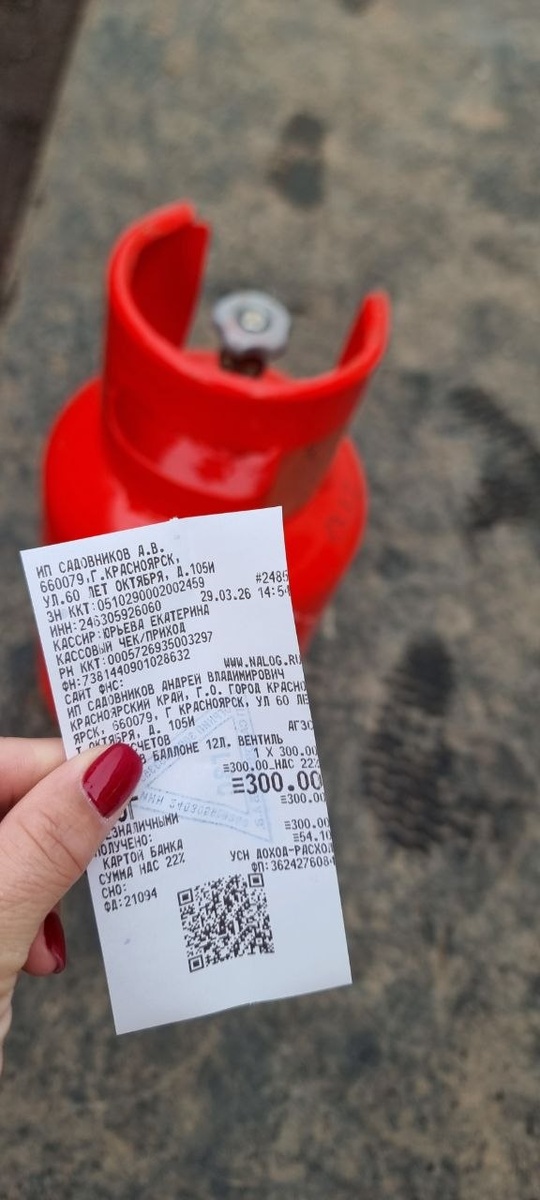 ИП САДОВНИКОВ А.В.
660079,Г.КРАСНОЯРСК,
УЛ.60 ЛЕТ ОКТЯБРЯ, Д.105И
ЗН ККТ:0510290002002459 #2485
ИНН:246305926060 29.03.26 14:5
КАССИР:ЮРЬЕВА ЕКАТЕРИНА
КАССОВЫЙ ЧЕК/ПРИХОД
РН ККТ:0005726935003297
ФН:7381440901028632
САЙТ ФНС: WWW.NALOG.RU
ИП САДОВНИКОВ АНДРЕЙ ВЛАДИМИРОВИЧ
КРАСНОЯРСКИЙ КРАЙ, Г.О. ГОРОД КРАСНО
ЯРСК, 660079, Г КРАСНОЯРСК, УЛ 60 ЛЕ
Т ОКТЯБРЯ, Д. 105И
СЧЕТОВ АГЗС
В БАЛЛОНЕ 12Л. ВЕНТИЛЬ
1 X 300.00
≡300.00_НАС 22%
≡300.00
≡300.00
ЕЗНАЛИЧНЫМИ
ПОЛУЧЕНО:
КАРТОЙ БАНКА ≡300.00
СУММА НАС 22% ≡54.10
СНО: УСН ДОХОД-РАСХОД
ФД:21094 ФП:362427608